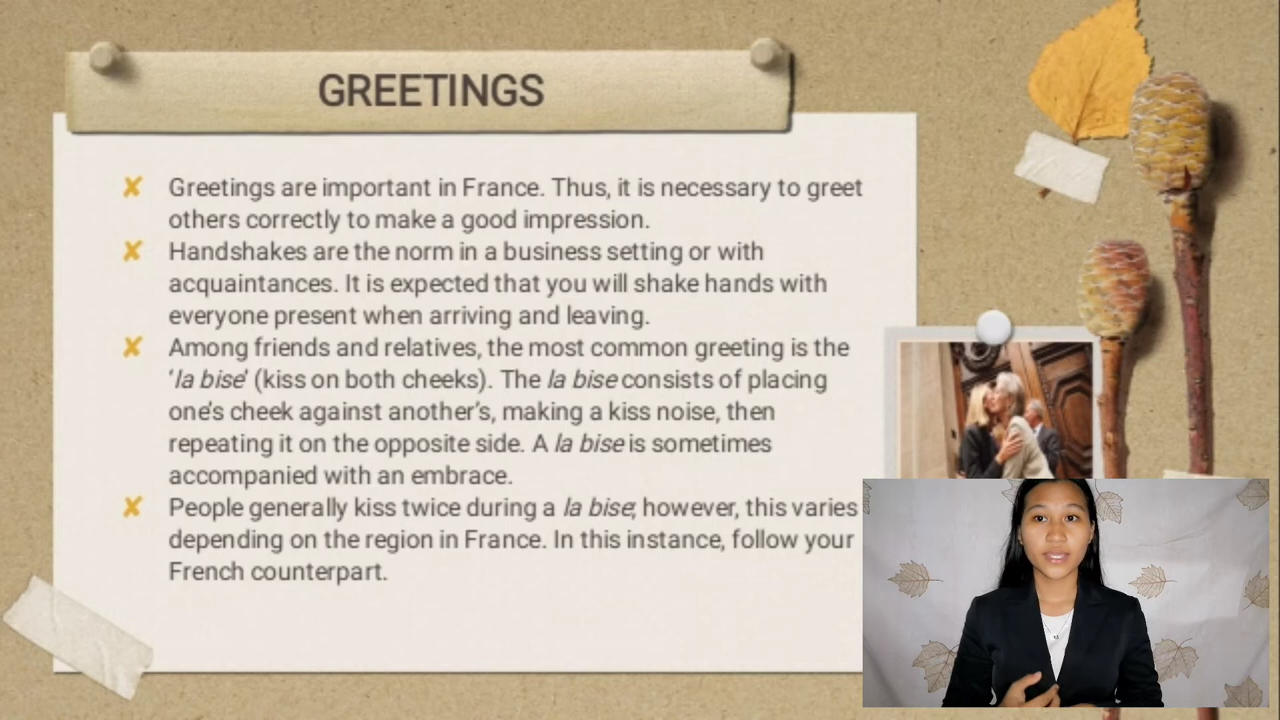 GREETINGS
✘ Greetings are important in France. Thus, it is necessary to greet
others correctly to make a good impression.
✘ Handshakes are the norm in a business setting or with
acquaintances. It is expected that you will shake hands with
everyone present when arriving and leaving.
✘ Among friends and relatives, the most common greeting is the
‘la bise’ (kiss on both cheeks). The la bise consists of placing
one’s cheek against another’s, making a kiss noise, then
repeating it on the opposite side. A la bise is sometimes
accompanied with an embrace.
✘ People generally kiss twice during a la bise; however, this varies
depending on the region in France. In this instance, follow your
French counterpart.